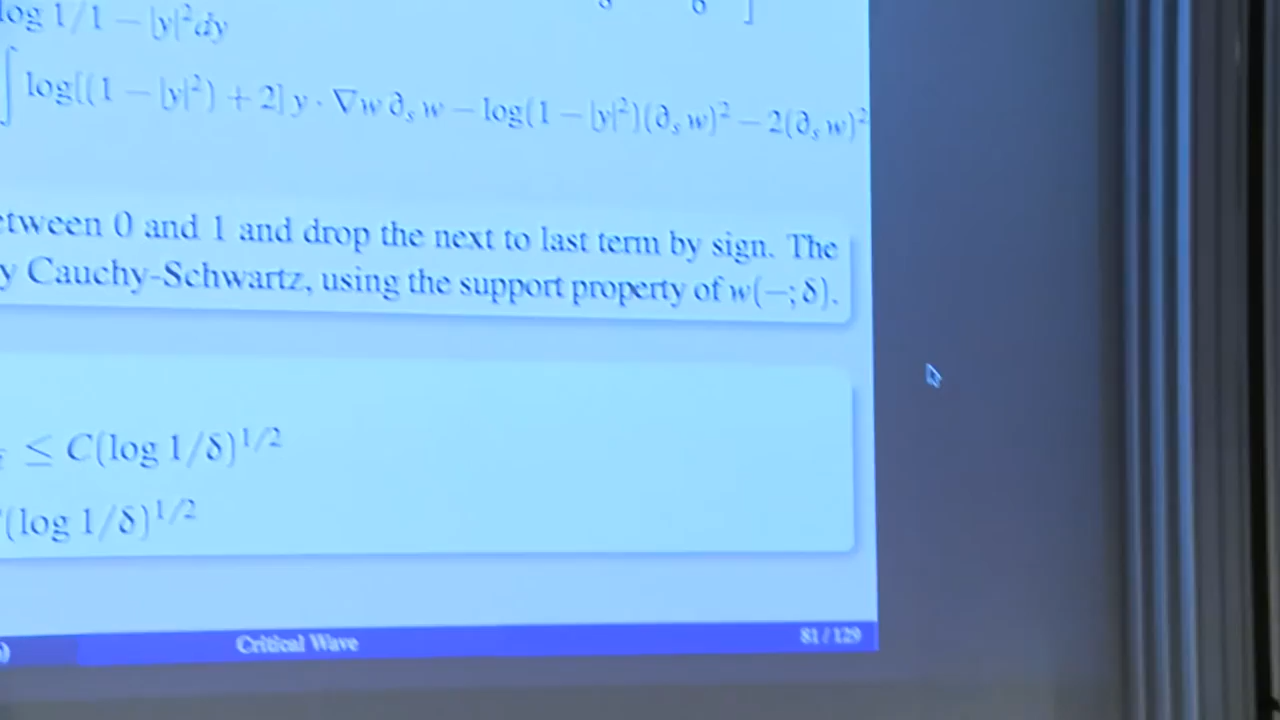 log 1/1 − |y|²dy
∫ log[(1 − |y|²) + 2] y · ∇w ∂ₛ w − log(1 − |y|²)(∂ₛ w)² − 2(∂ₛ w)²
etween 0 and 1 and drop the next to last term by sign. The
y Cauchy-Schwartz, using the support property of w(−; δ).
≤ C(log 1/δ)^{1/2}
(log 1/δ)^{1/2}
) Critical Wave 81 / 129